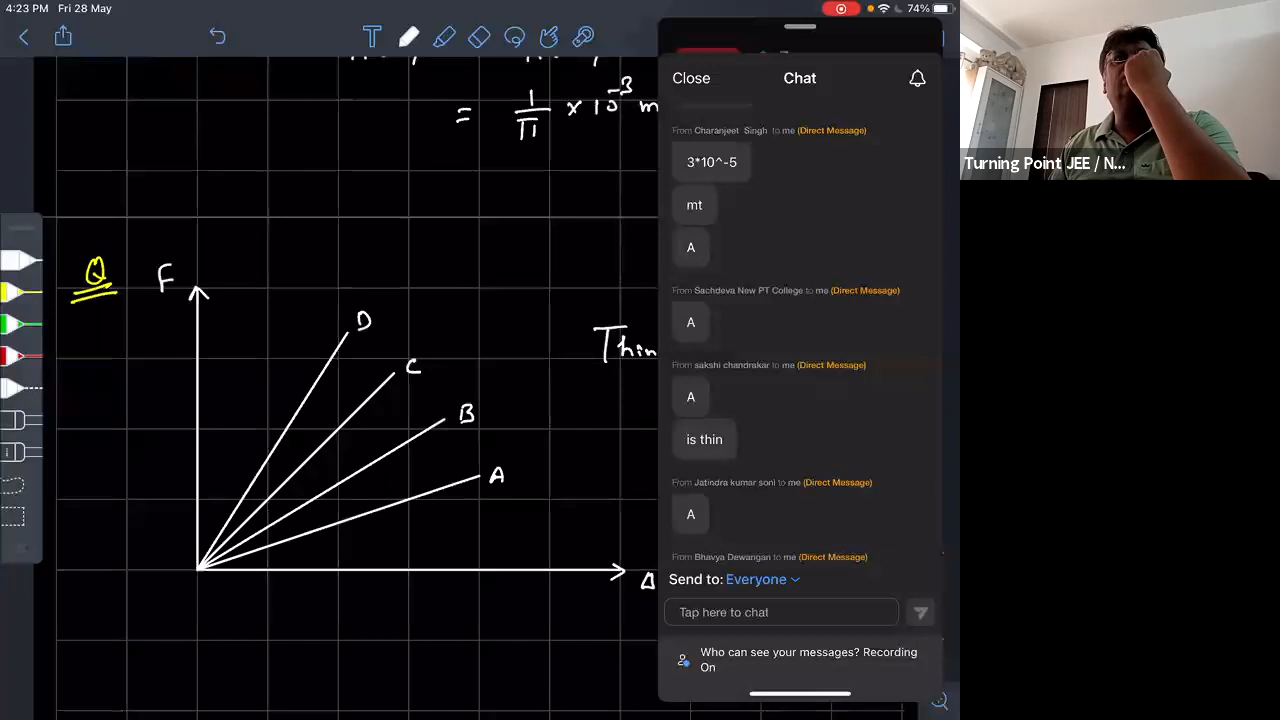 4:23 PM Fri 28 May
74%
T
= 1/π × 10⁻³ m
Q
F
D
C
B
A
Thin
Δ
Close
Chat
From Charanjeet Singh to me (Direct Message)
3*10^-5
mt
A
From Sachdeva New PT College to me (Direct Message)
A
From sakshi chandrakar to me (Direct Message)
A
is thin
From Jatindra kumar soni to me (Direct Message)
A
From Bhavya Dewangan to me (Direct Message)
Send to: Everyone
Tap here to chat
Who can see your messages? Recording
On
Turning Point JEE / N...